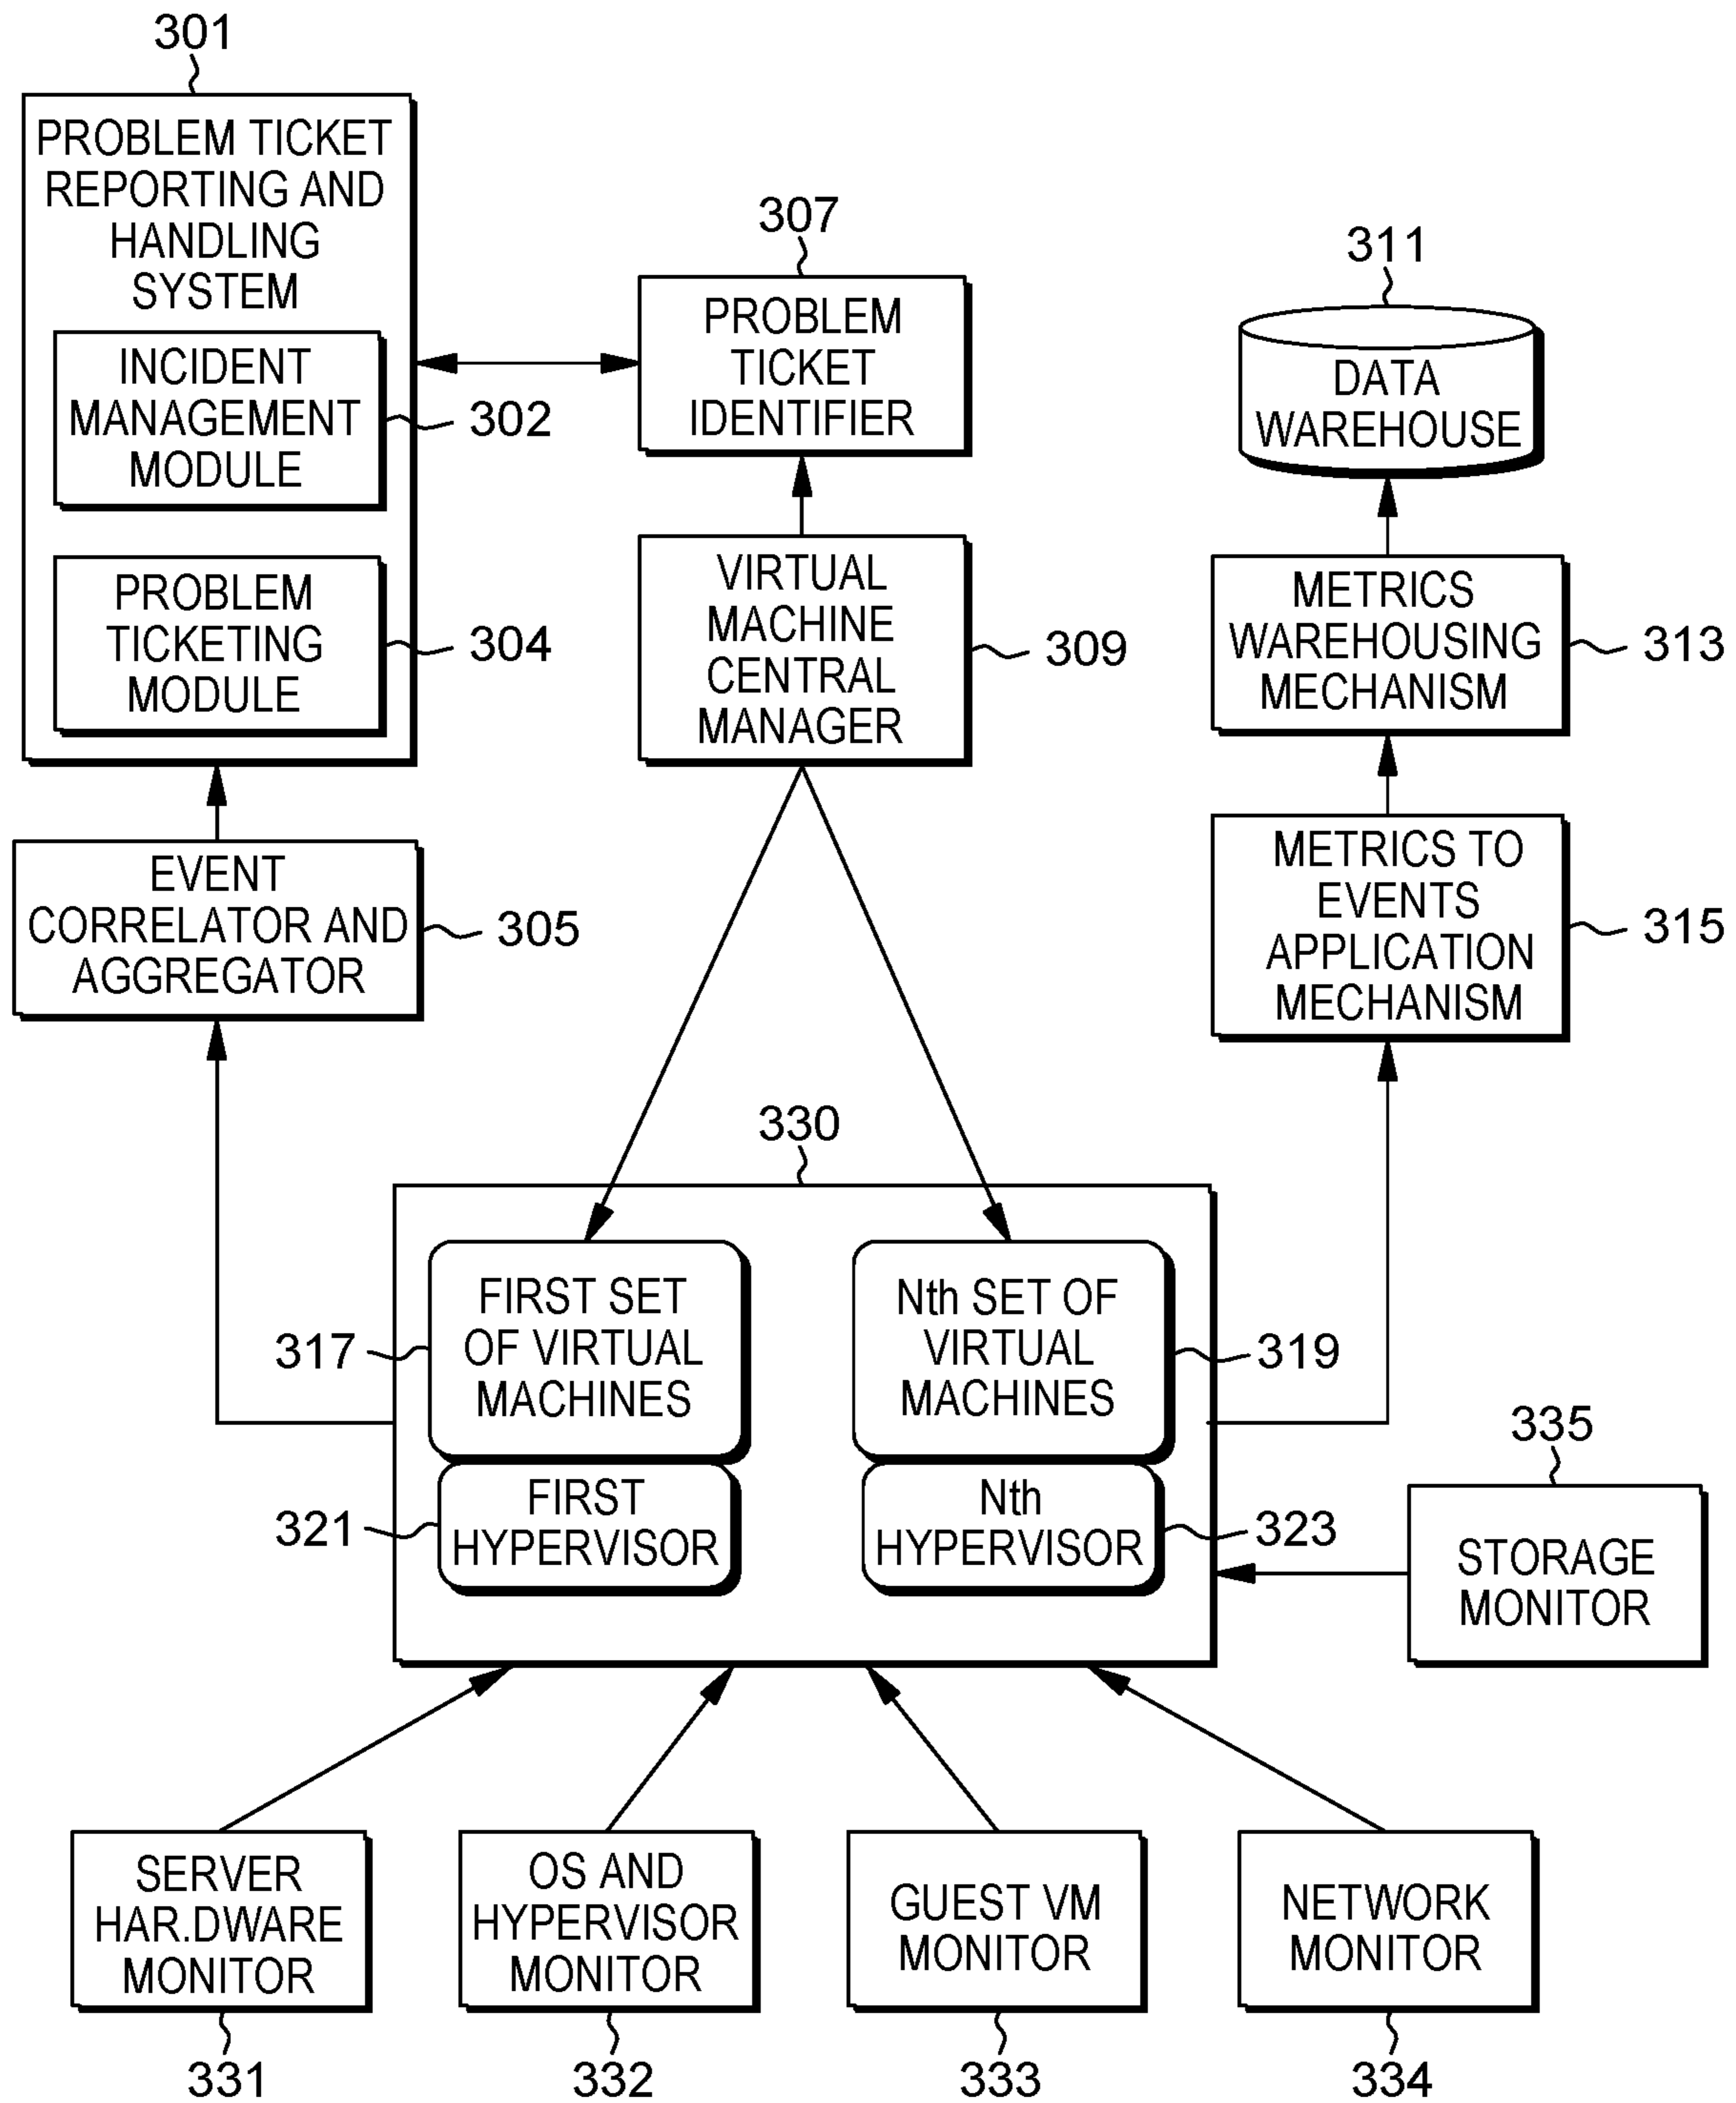 301
PROBLEM TICKET
REPORTING AND
HANDLING
SYSTEM
INCIDENT
MANAGEMENT
MODULE
302
PROBLEM
TICKETING
MODULE
304
307
PROBLEM
TICKET
IDENTIFIER
311
DATA
WAREHOUSE
VIRTUAL
MACHINE
CENTRAL
MANAGER
309
METRICS
WAREHOUSING
MECHANISM
313
EVENT
CORRELATOR AND
AGGREGATOR
305
METRICS TO
EVENTS
APPLICATION
MECHANISM
315
330
FIRST SET
OF VIRTUAL
MACHINES
317
Nth SET OF
VIRTUAL
MACHINES
319
FIRST
HYPERVISOR
321
Nth
HYPERVISOR
323
335
STORAGE
MONITOR
SERVER
HAR.DWARE
MONITOR
331
OS AND
HYPERVISOR
MONITOR
332
GUEST VM
MONITOR
333
NETWORK
MONITOR
334